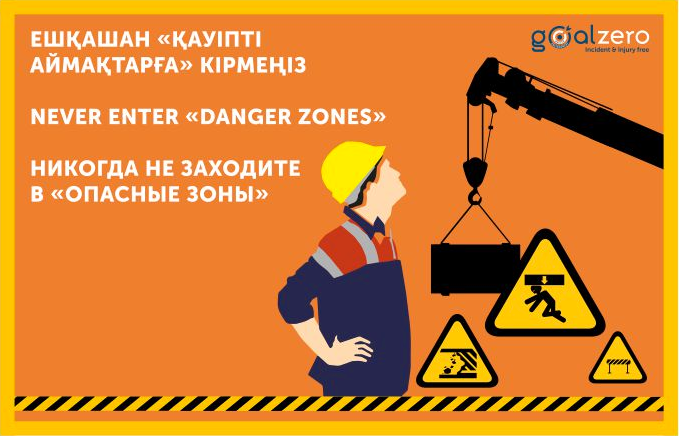 ЕШҚАШАН «ҚАУІПТІ
АЙМАҚТАРҒА» КІРМЕҢІЗ
NEVER ENTER «DANGER ZONES»
НИКОГДА НЕ ЗАХОДИТЕ
В «ОПАСНЫЕ ЗОНЫ»
goalzero
incident & injury free